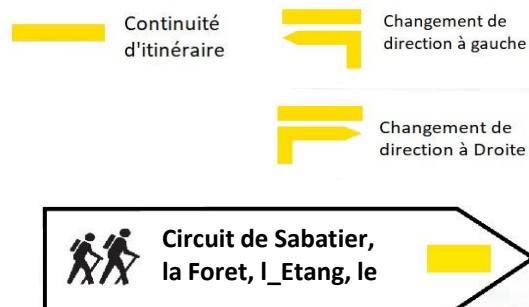 Continuité
d'itinéraire
Changement de
direction à gauche
Changement de
direction à Droite
Circuit de Sabatier,
la Foret, l_Etang, le